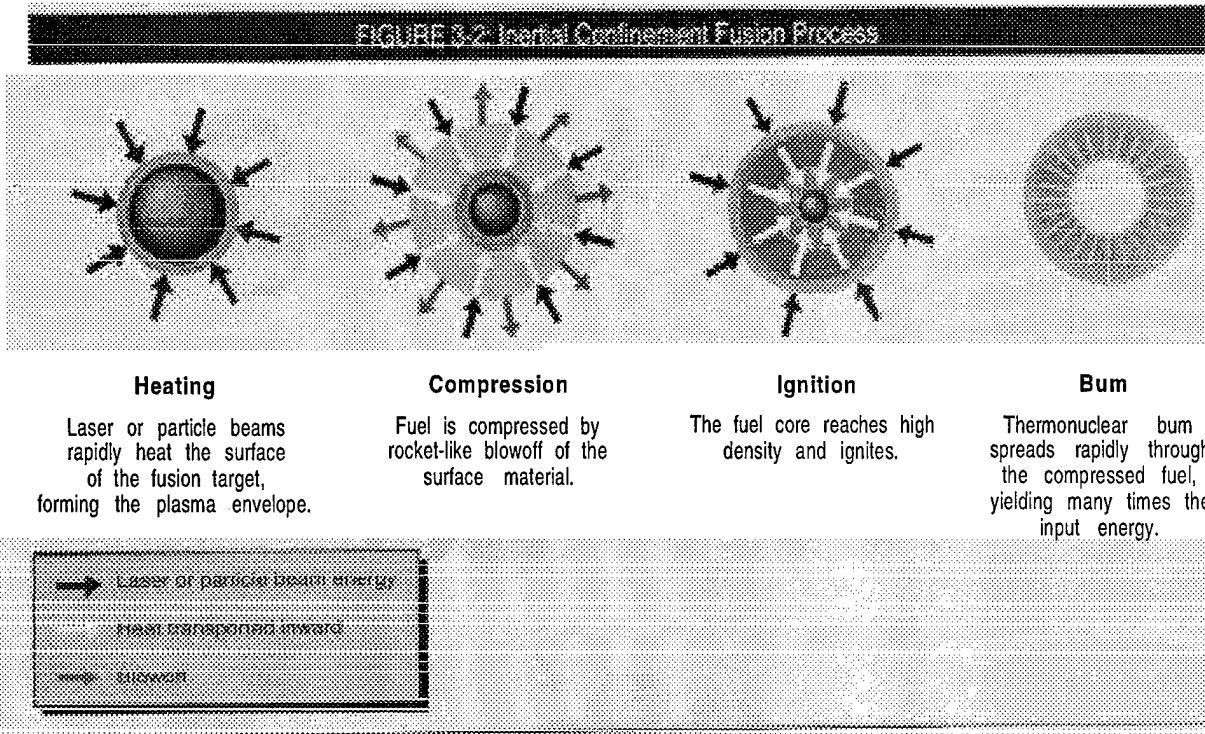 FIGURE 3-2: Inertial Confinement Fusion Process
Heating
Laser or particle beams
rapidly heat the surface
of the fusion target,
forming the plasma envelope.
Compression
Fuel is compressed by
rocket-like blowoff of the
surface material.
Ignition
The fuel core reaches high
density and ignites.
Bum
Thermonuclear bum
spreads rapidly through
the compressed fuel,
yielding many times the
input energy.
Laser or particle beam energy
Heat transported inward
Blowoff